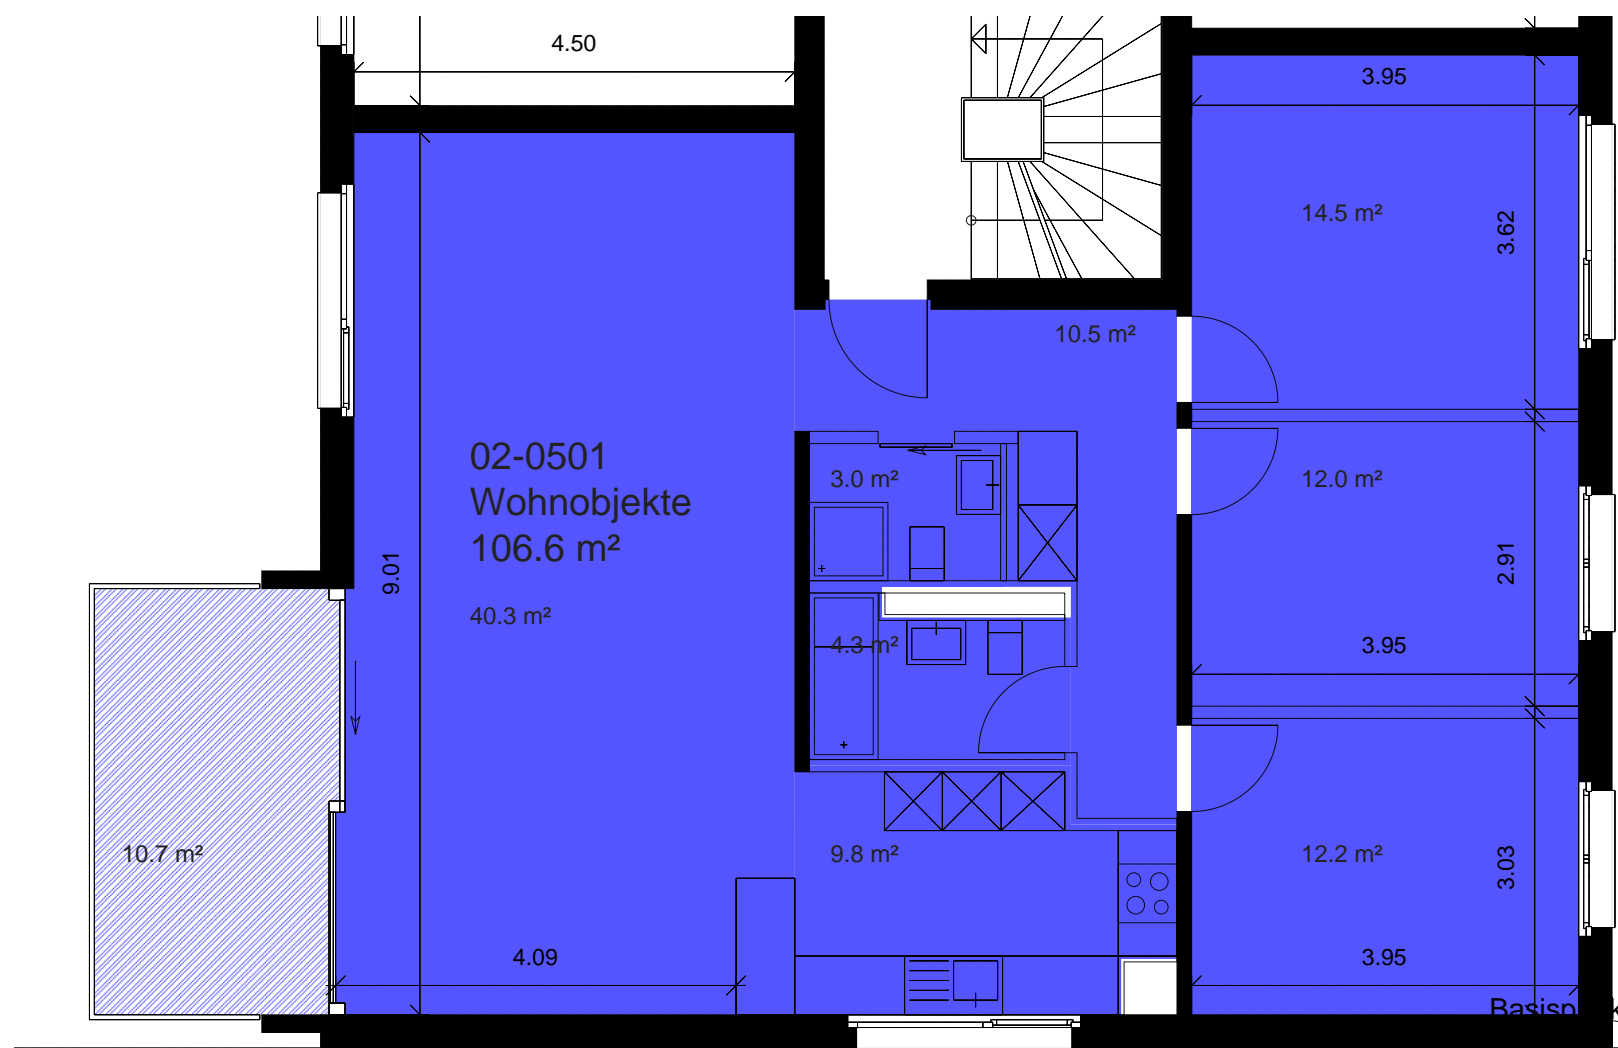 4.50
3.95
14.5 m²
3.62
10.5 m²
02-0501
Wohnobjekte
106.6 m²
3.0 m²
12.0 m²
9.01
2.91
40.3 m²
4.3 m²
3.95
10.7 m²
9.8 m²
12.2 m²
3.03
4.09
3.95